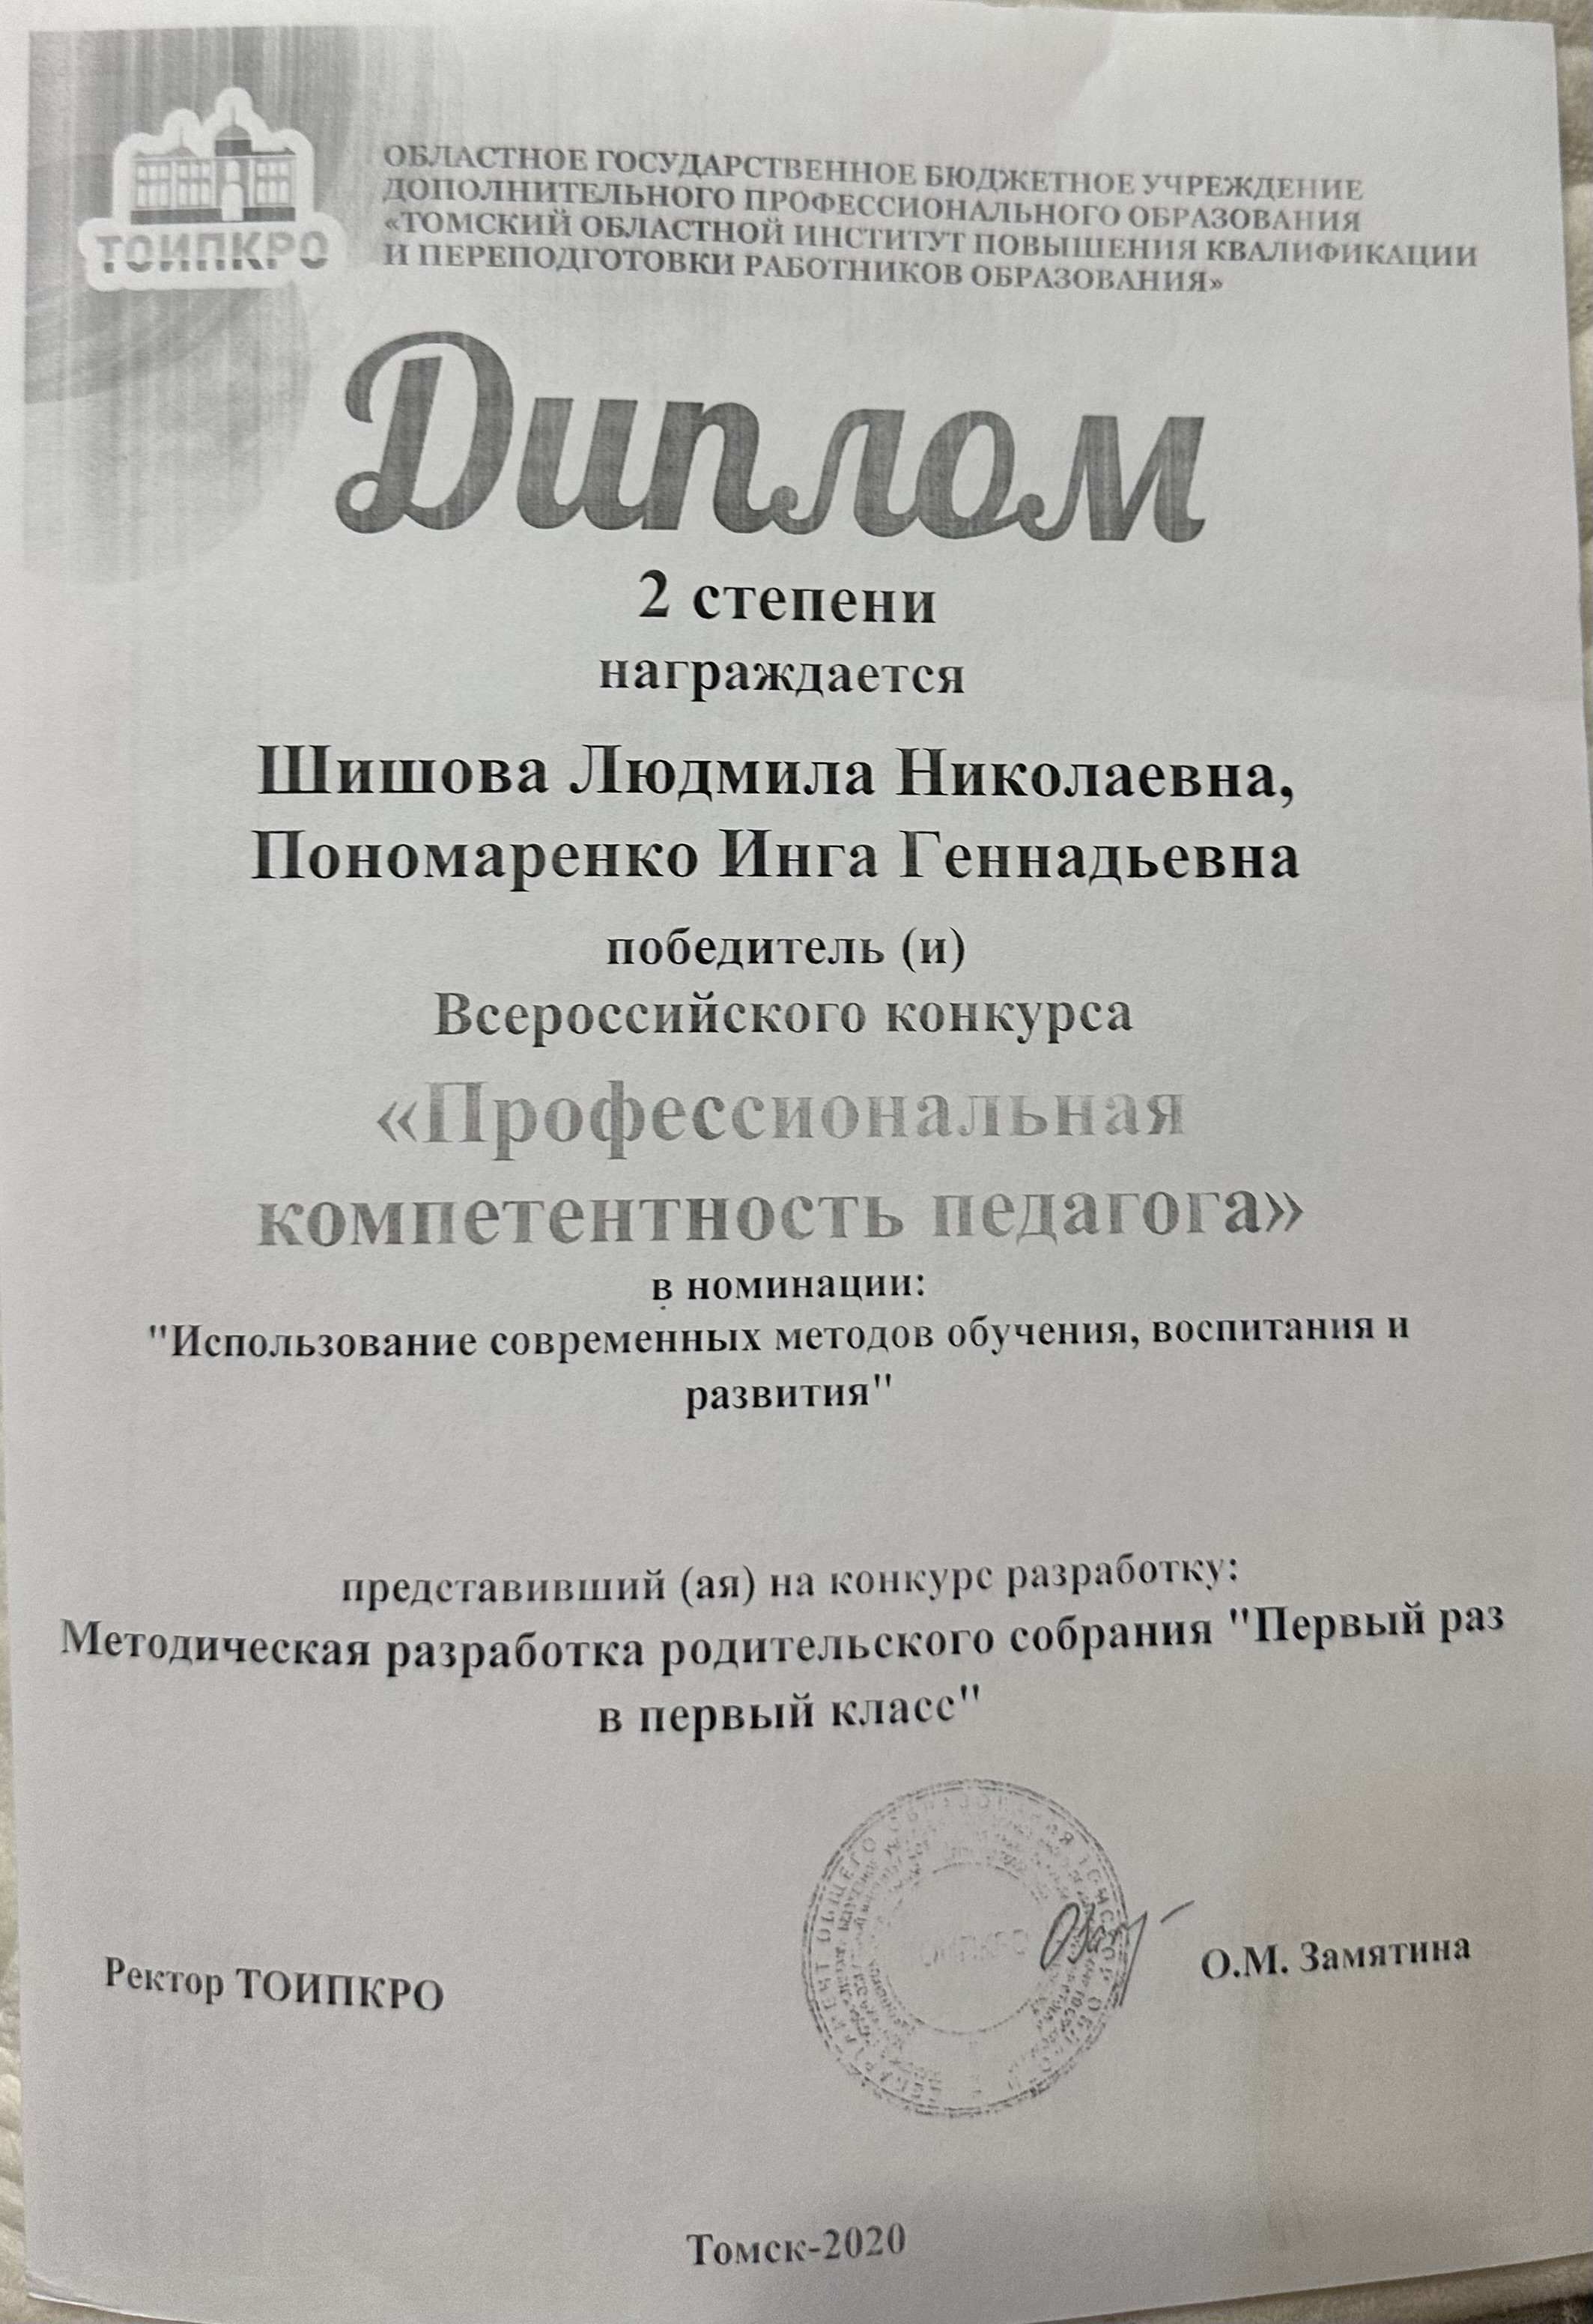 ТОИПКРО
ОБЛАСТНОЕ ГОСУДАРСТВЕННОЕ БЮДЖЕТНОЕ УЧРЕЖДЕНИЕ
ДОПОЛНИТЕЛЬНОГО ПРОФЕССИОНАЛЬНОГО ОБРАЗОВАНИЯ
«ТОМСКИЙ ОБЛАСТНОЙ ИНСТИТУТ ПОВЫШЕНИЯ КВАЛИФИКАЦИИ
И ПЕРЕПОДГОТОВКИ РАБОТНИКОВ ОБРАЗОВАНИЯ»
Диплом
2 степени
награждается
Шишова Людмила Николаевна,
Пономаренко Инга Геннадьевна
победитель (и)
Всероссийского конкурса
«Профессиональная
компетентность педагога»
в номинации:
"Использование современных методов обучения, воспитания и
развития"
представивший (ая) на конкурс разработку:
Методическая разработка родительского собрания "Первый раз
в первый класс"
Ректор ТОИПКРО
ТОИПКРО
О.М. Замятина
Томск-2020